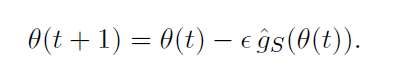 θ(t + 1) = θ(t) − ϵ ĝ_S(θ(t)).